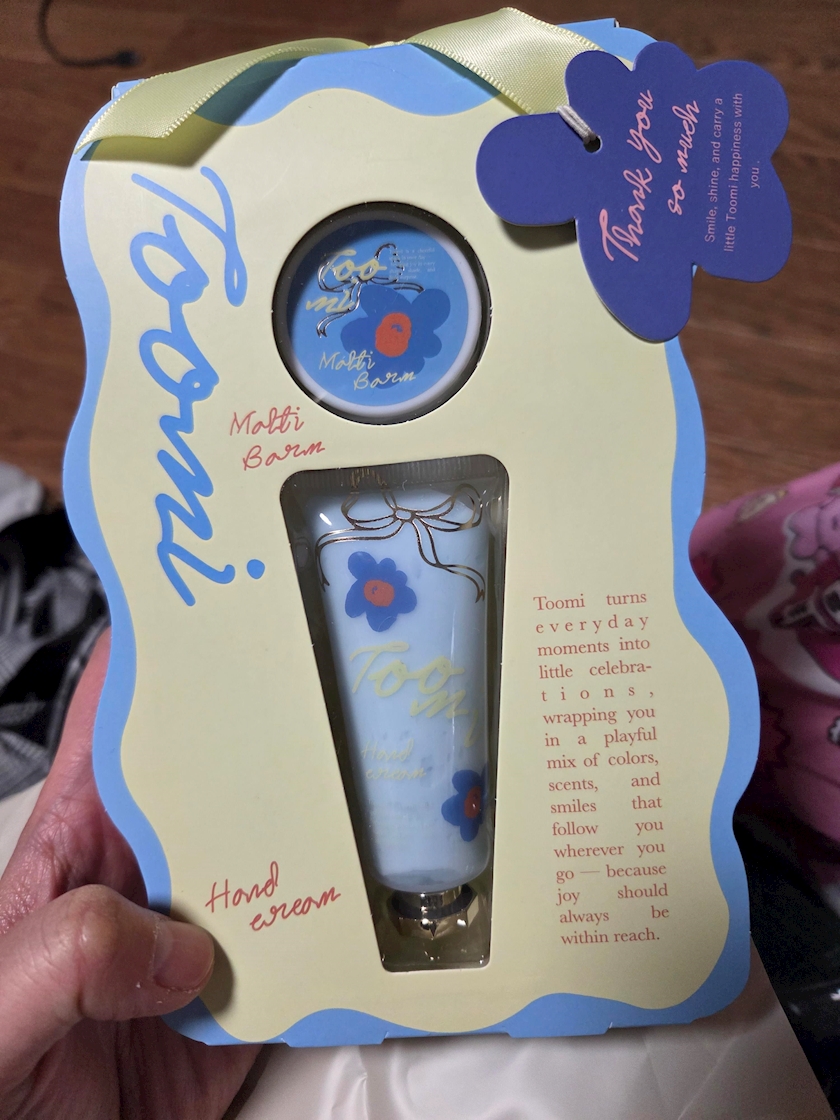 Thank you
so much
Smile, shine, and carry a
little Toomi happiness with
you.
Toomi
Too
mi
Malti
Barm
Malti
Barm
Too
mi
Hand
cream
Hand
cream
Toomi turns
everyday
moments into
little celebra-
tions,
wrapping you
in a playful
mix of colors,
scents, and
smiles that
follow you
wherever you
go — because
joy should
always be
within reach.